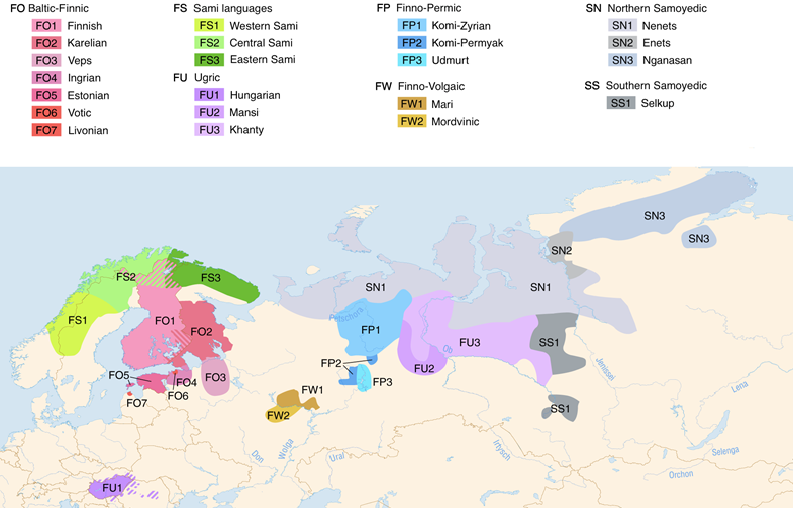 FO Baltic-Finnic
FO1 Finnish
FO2 Karelian
FO3 Veps
FO4 Ingrian
FO5 Estonian
FO6 Votic
FO7 Livonian
FS Sami languages
FS1 Western Sami
FS2 Central Sami
FS3 Eastern Sami
FU Ugric
FU1 Hungarian
FU2 Mansi
FU3 Khanty
FP Finno-Permic
FP1 Komi-Zyrian
FP2 Komi-Permyak
FP3 Udmurt
FW Finno-Volgaic
FW1 Mari
FW2 Mordvinic
SN Northern Samoyedic
SN1 Nenets
SN2 Enets
SN3 Nganasan
SS Southern Samoyedic
SS1 Selkup
SN3
SN3
SN2
FS2
FS3
SN1
SN1
FS1
FO1
FO2
Petschora
FP1
FU3
SS1
Ob
FP2
FU2
FO5
FO4
FO3
FP3
Jenissei
FO6
FO7
FW1
FW2
SS1
Lena
Don
Wolga
Ural
Irtysch
Selenga
Orchon
FU1